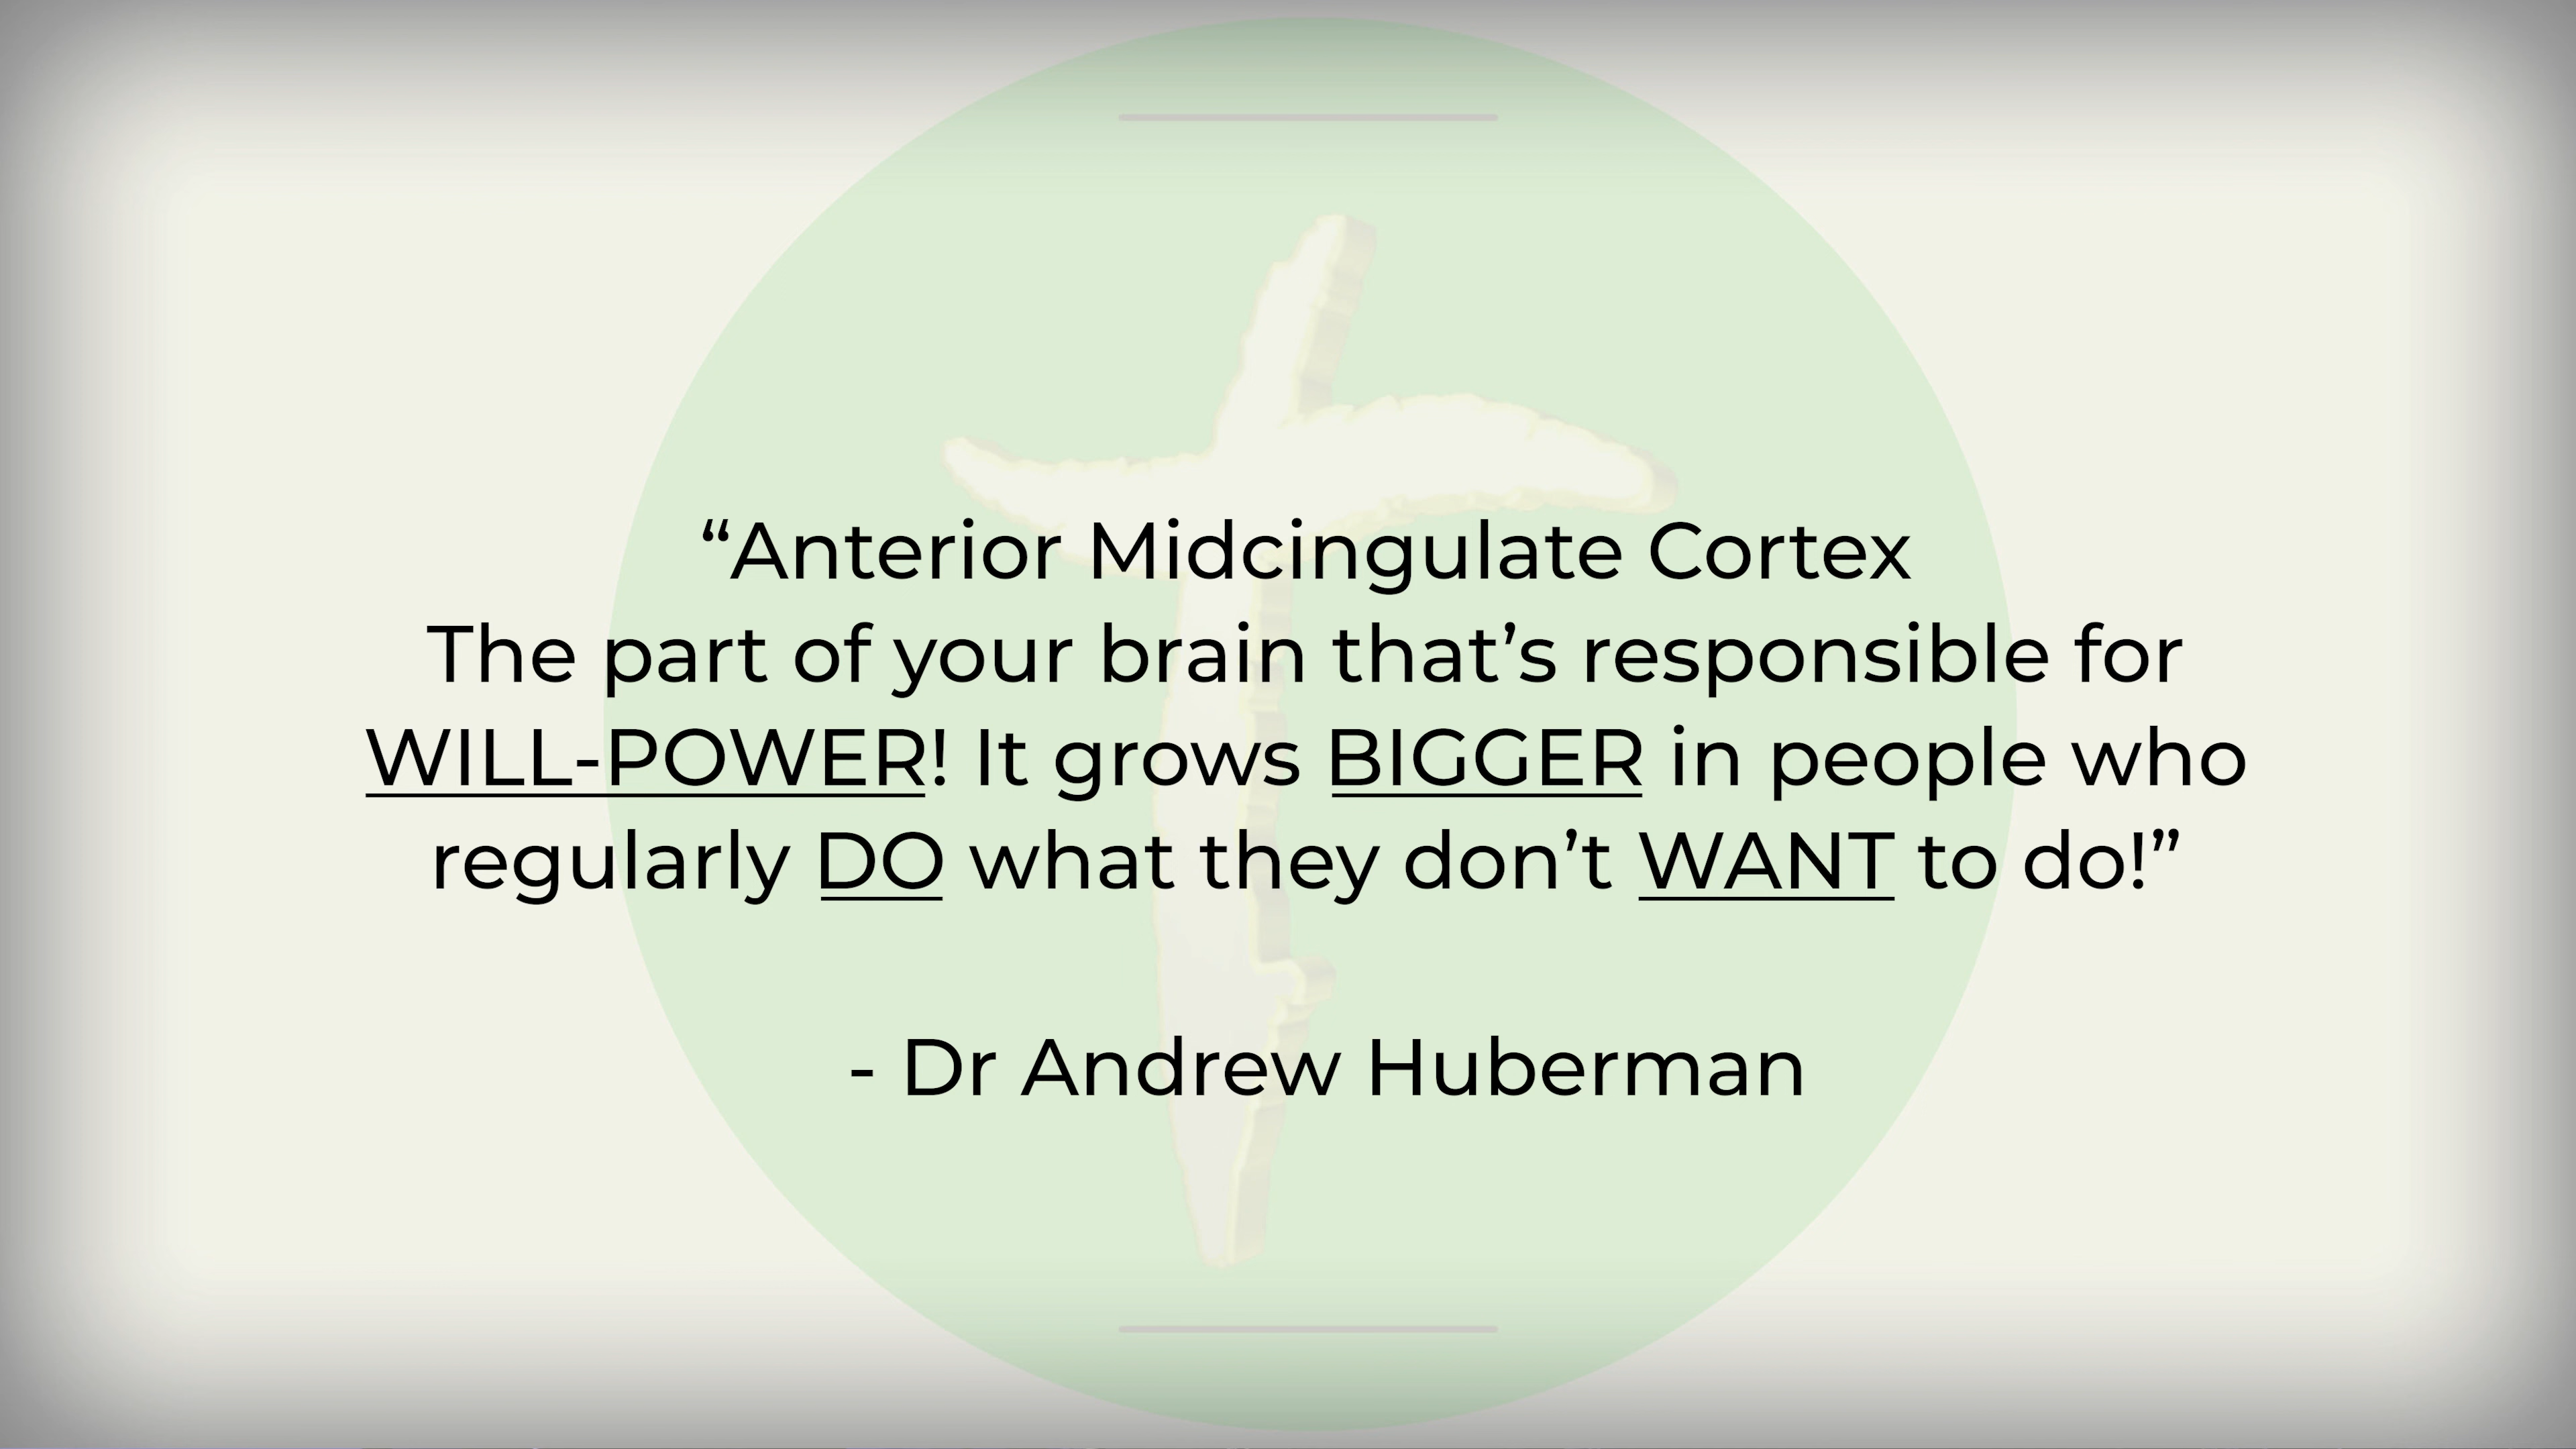 “Anterior Midcingulate Cortex
The part of your brain that’s responsible for
WILL-POWER! It grows BIGGER in people who
regularly DO what they don’t WANT to do!”
- Dr Andrew Huberman